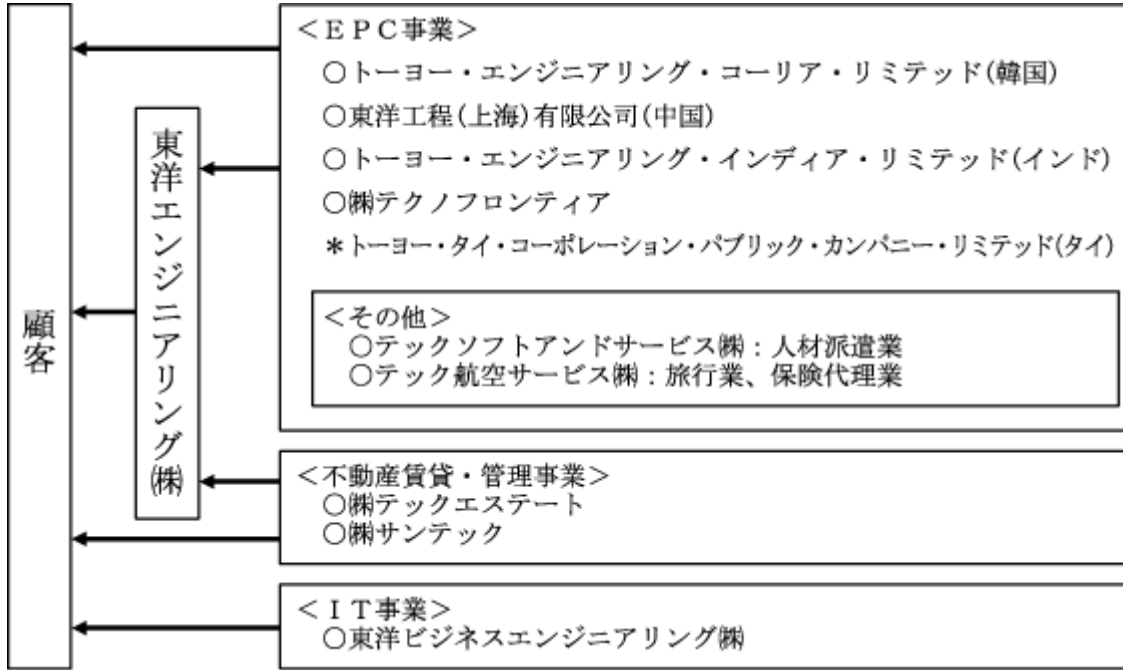 顧客
東洋エンジニアリング㈱
＜ＥＰＣ事業＞
○トーヨー・エンジニアリング・コーリア・リミテッド(韓国)
○東洋工程(上海)有限公司(中国)
○トーヨー・エンジニアリング・インディア・リミテッド(インド)
○㈱テクノフロンティア
＊トーヨー・タイ・コーポレーション・パブリック・カンパニー・リミテッド(タイ)
＜その他＞
○テックソフトアンドサービス㈱：人材派遣業
○テック航空サービス㈱：旅行業、保険代理業
＜不動産賃貸・管理事業＞
○㈱テックエステート
○㈱サンテック
＜ＩＴ事業＞
○東洋ビジネスエンジニアリング㈱